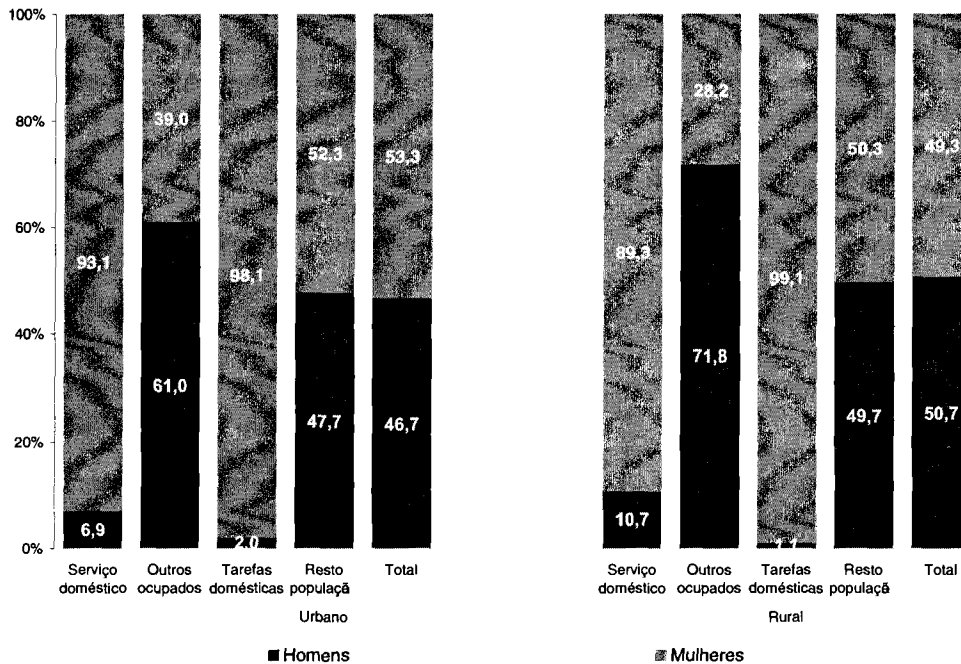 100%
80%
60%
40%
20%
0%
39,0
52,3
53,3
93,1
98,1
61,0
47,7
46,7
6,9
2,0
28,2
50,3
49,3
89,3
99,1
71,8
49,7
50,7
10,7
1,1
Serviço doméstico
Outros ocupados
Tarefas domésticas
Resto populaçã
Total
Urbano
Serviço doméstico
Outros ocupados
Tarefas domésticas
Resto populaçã
Total
Rural
Homens
Mulheres